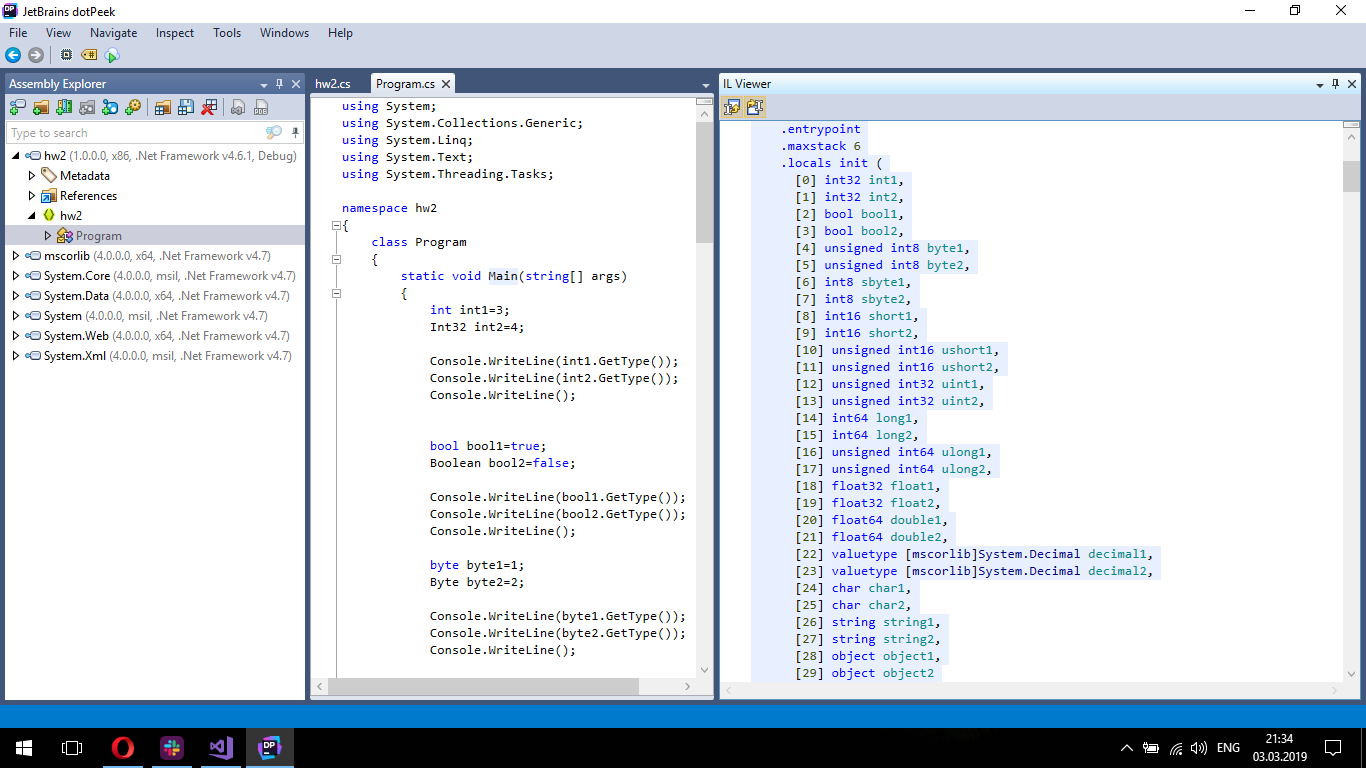 JetBrains dotPeek
File View Navigate Inspect Tools Windows Help
Assembly Explorer
Type to search
hw2 (1.0.0.0, x86, .Net Framework v4.6.1, Debug)
Metadata
References
hw2
Program
mscorlib (4.0.0.0, x64, .Net Framework v4.7)
System.Core (4.0.0.0, msil, .Net Framework v4.7)
System.Data (4.0.0.0, x64, .Net Framework v4.7)
System (4.0.0.0, msil, .Net Framework v4.7)
System.Web (4.0.0.0, x64, .Net Framework v4.7)
System.Xml (4.0.0.0, msil, .Net Framework v4.7)
hw2.cs Program.cs
using System;
using System.Collections.Generic;
using System.Linq;
using System.Text;
using System.Threading.Tasks;
namespace hw2
{
class Program
{
static void Main(string[] args)
{
int int1=3;
Int32 int2=4;
Console.WriteLine(int1.GetType());
Console.WriteLine(int2.GetType());
Console.WriteLine();
bool bool1=true;
Boolean bool2=false;
Console.WriteLine(bool1.GetType());
Console.WriteLine(bool2.GetType());
Console.WriteLine();
byte byte1=1;
Byte byte2=2;
Console.WriteLine(byte1.GetType());
Console.WriteLine(byte2.GetType());
Console.WriteLine();
IL Viewer
.entrypoint
.maxstack 6
.locals init (
[0] int32 int1,
[1] int32 int2,
[2] bool bool1,
[3] bool bool2,
[4] unsigned int8 byte1,
[5] unsigned int8 byte2,
[6] int8 sbyte1,
[7] int8 sbyte2,
[8] int16 short1,
[9] int16 short2,
[10] unsigned int16 ushort1,
[11] unsigned int16 ushort2,
[12] unsigned int32 uint1,
[13] unsigned int32 uint2,
[14] int64 long1,
[15] int64 long2,
[16] unsigned int64 ulong1,
[17] unsigned int64 ulong2,
[18] float32 float1,
[19] float32 float2,
[20] float64 double1,
[21] float64 double2,
[22] valuetype [mscorlib]System.Decimal decimal1,
[23] valuetype [mscorlib]System.Decimal decimal2,
[24] char char1,
[25] char char2,
[26] string string1,
[27] string string2,
[28] object object1,
[29] object object2
DP
ENG
21:34
03.03.2019